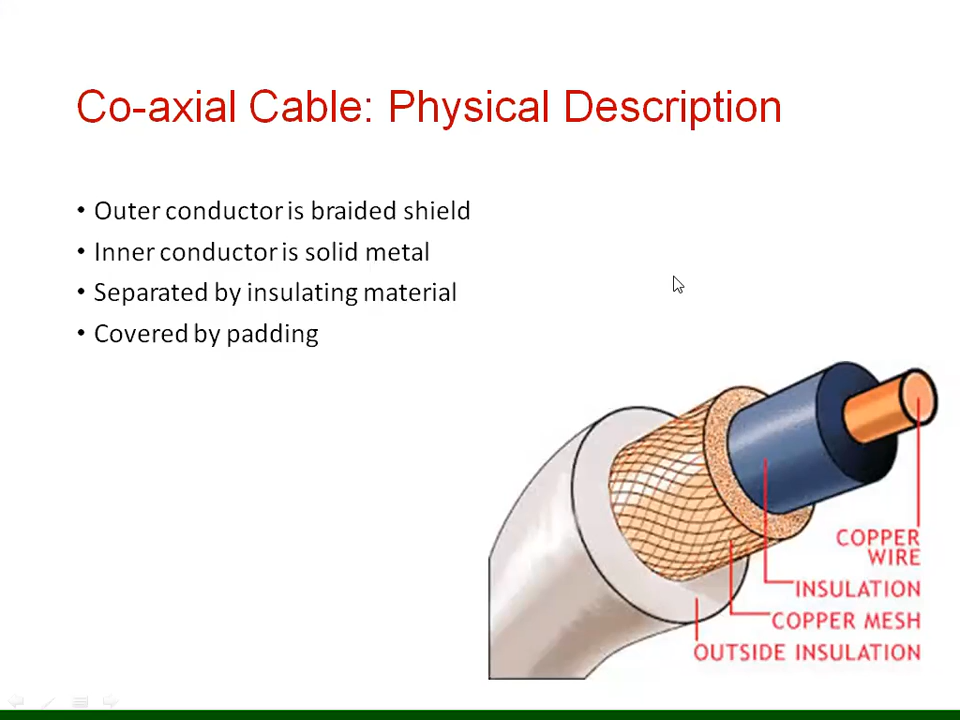 Co-axial Cable: Physical Description
• Outer conductor is braided shield
• Inner conductor is solid metal
• Separated by insulating material
• Covered by padding
COPPER
WIRE
INSULATION
COPPER MESH
OUTSIDE INSULATION